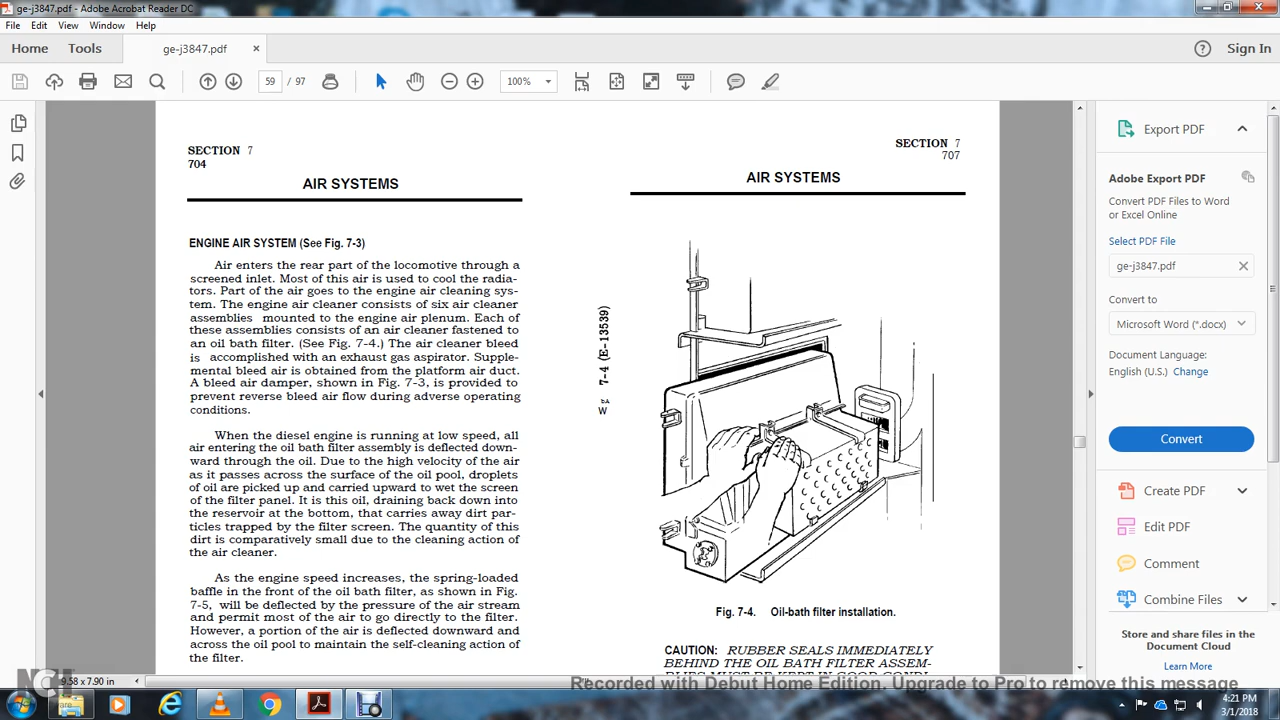 ge-j3847.pdf - Adobe Acrobat Reader DC
File Edit View Window Help
Home Tools ge-j3847.pdf Sign In
59 / 97 100%
SECTION 7
704
AIR SYSTEMS
ENGINE AIR SYSTEM (See Fig. 7-3)
Air enters the rear part of the locomotive through a
screened inlet. Most of this air is used to cool the radia-
tors. Part of the air goes to the engine air cleaning sys-
tem. The engine air cleaner consists of six air cleaner
assemblies mounted to the engine air plenum. Each of
these assemblies consists of an air cleaner fastened to
an oil bath filter. (See Fig. 7-4.) The air cleaner bleed
is accomplished with an exhaust gas aspirator. Supple-
mental bleed air is obtained from the platform air duct.
A bleed air damper, shown in Fig. 7-3, is provided to
prevent reverse bleed air flow during adverse operating
conditions.
When the diesel engine is running at low speed, all
air entering the oil bath filter assembly is deflected down-
ward through the oil. Due to the high velocity of the air
as it passes across the surface of the oil pool, droplets
of oil are picked up and carried upward to wet the screen
of the filter panel. It is this oil, draining back down into
the reservoir at the bottom, that carries away dirt par-
ticles trapped by the filter screen. The quantity of this
dirt is comparatively small due to the cleaning action of
the air cleaner.
As the engine speed increases, the spring-loaded
baffle in the front of the oil bath filter, as shown in Fig.
7-5, will be deflected by the pressure of the air stream
and permit most of the air to go directly to the filter.
However, a portion of the air is deflected downward and
across the oil pool to maintain the self-cleaning action of
the filter.
SECTION 7
707
AIR SYSTEMS
7-4 (E-13539)
Fig. 7-4. Oil-bath filter installation.
CAUTION: RUBBER SEALS IMMEDIATELY
BEHIND THE OIL BATH FILTER ASSEM-
BLIES MUST BE KEPT IN GOOD CONDI-
Export PDF
Adobe Export PDF
Convert PDF Files to Word
or Excel Online
Select PDF File
ge-j3847.pdf
Convert to
Microsoft Word (*.docx)
Document Language:
English (U.S.) Change
Convert
Create PDF
Edit PDF
Comment
Combine Files
Store and share files in the
Document Cloud
Learn More
9.58 x 7.90 in
Recorded with Debut Home Edition. Upgrade to Pro to remove this message
4:21 PM
3/1/2018